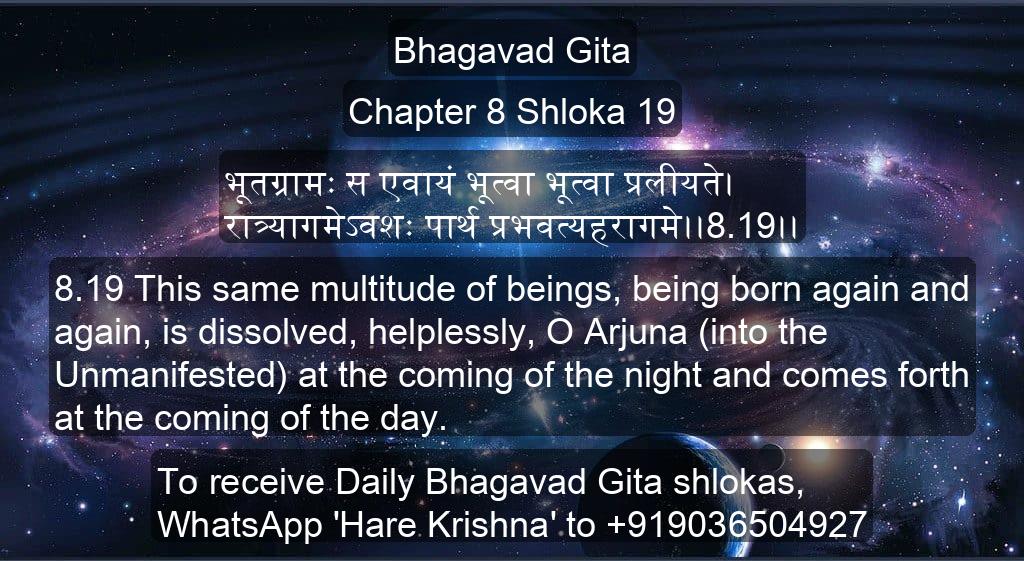 Bhagavad Gita
Chapter 8 Shloka 19
भूतग्रामः स एवायं भूत्वा भूत्वा प्रलीयते।
रात्र्यागमेऽवशः पार्थ प्रभवत्यहरागमे।।8.19।।
8.19 This same multitude of beings, being born again and
again, is dissolved, helplessly, O Arjuna (into the
Unmanifested) at the coming of the night and comes forth
at the coming of the day.
To receive Daily Bhagavad Gita shlokas,
WhatsApp 'Hare Krishna' to +919036504927